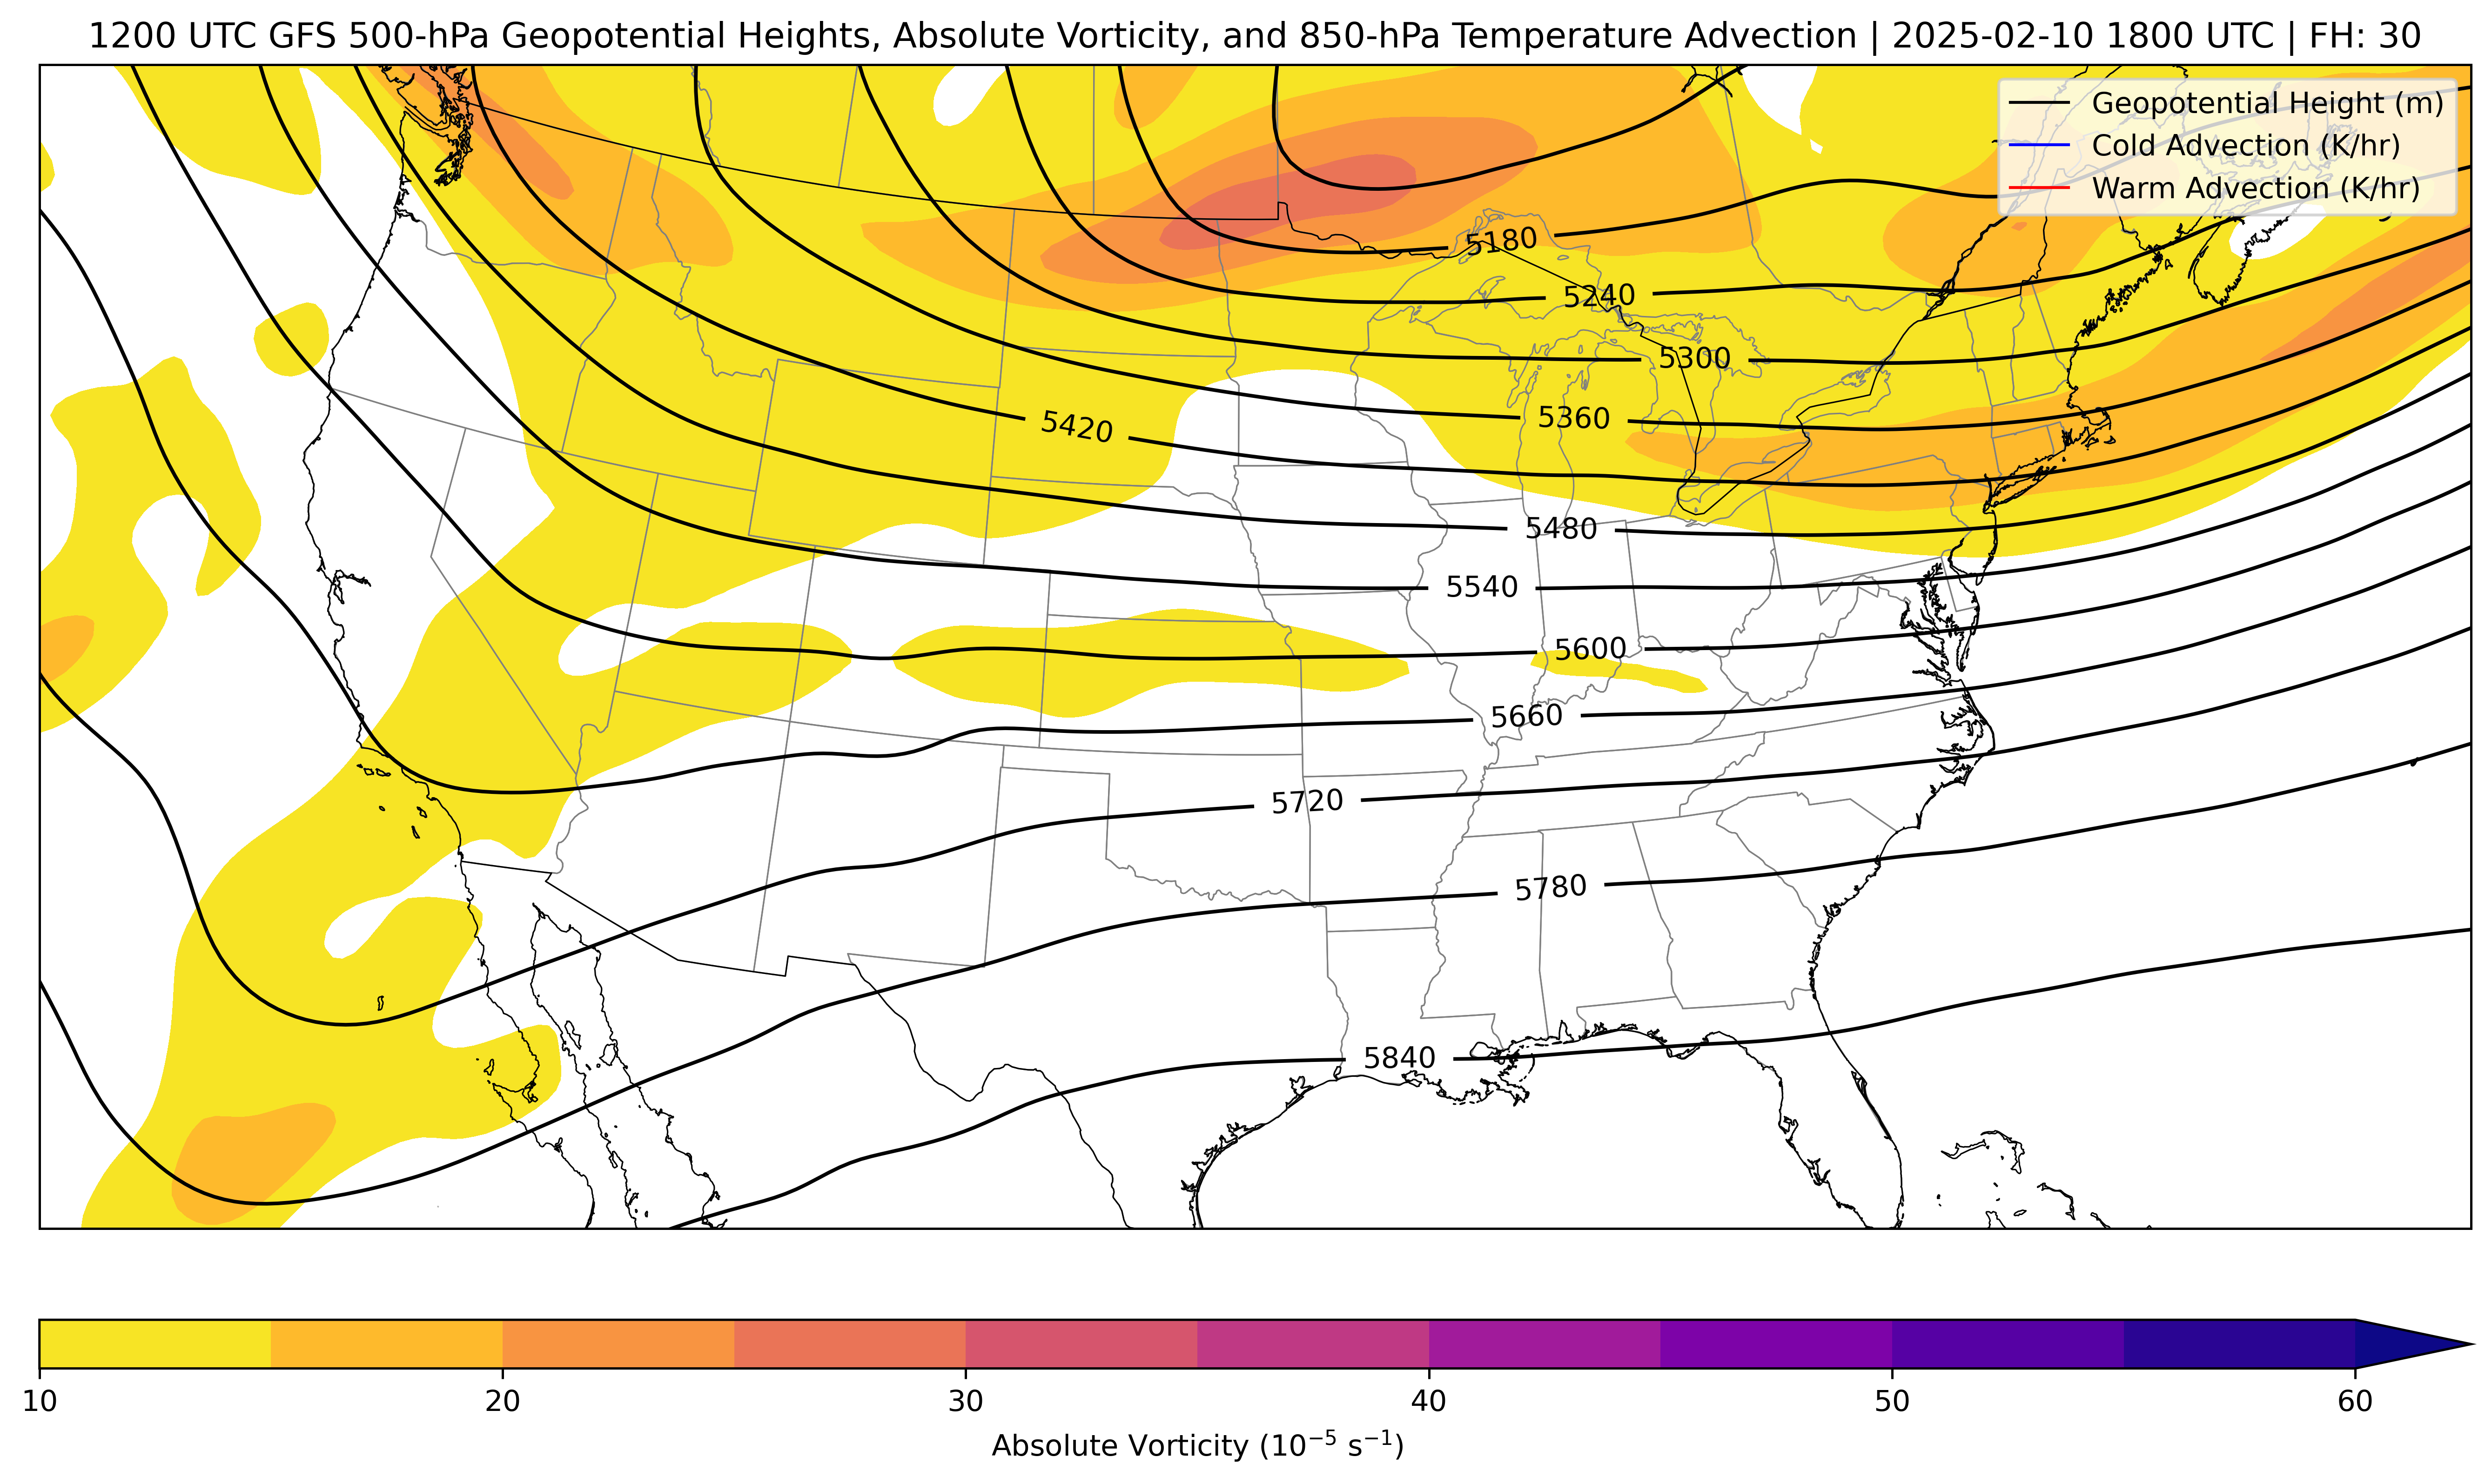 1200 UTC GFS 500-hPa Geopotential Heights, Absolute Vorticity, and 850-hPa Temperature Advection | 2025-02-10 1800 UTC | FH: 30
Geopotential Height (m)
Cold Advection (K/hr)
Warm Advection (K/hr)
5180
5240
5300
5360
5420
5480
5540
5600
5660
5720
5780
5840
10 20 30 40 50 60
Absolute Vorticity (10⁻⁵ s⁻¹)